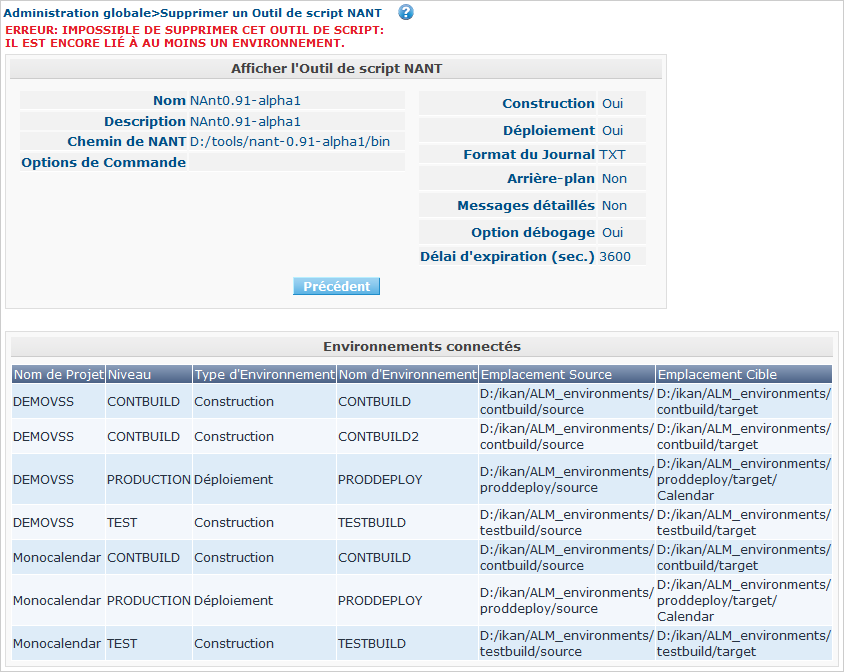 Administration globale>Supprimer un Outil de script NANT ?
ERREUR: IMPOSSIBLE DE SUPPRIMER CET OUTIL DE SCRIPT:
IL EST ENCORE LIÉ À AU MOINS UN ENVIRONNEMENT.
Afficher l'Outil de script NANT
Nom NAnt0.91-alpha1
Description NAnt0.91-alpha1
Chemin de NANT D:/tools/nant-0.91-alpha1/bin
Options de Commande
Construction Oui
Déploiement Oui
Format du Journal TXT
Arrière-plan Non
Messages détaillés Non
Option débogage Oui
Délai d'expiration (sec.) 3600
Précédent
Environnements connectés
Nom de Projet Niveau Type d'Environnement Nom d'Environnement Emplacement Source Emplacement Cible
DEMOVSS CONTBUILD Construction CONTBUILD D:/ikan/ALM_environments/ D:/ikan/ALM_environments/
contbuild/source contbuild/target
DEMOVSS CONTBUILD Construction CONTBUILD2 D:/ikan/ALM_environments/ D:/ikan/ALM_environments/
contbuild/source contbuild/target
DEMOVSS PRODUCTION Déploiement PRODDEPLOY D:/ikan/ALM_environments/ D:/ikan/ALM_environments/
proddeploy/source proddeploy/target/
Calendar
DEMOVSS TEST Construction TESTBUILD D:/ikan/ALM_environments/ D:/ikan/ALM_environments/
testbuild/source testbuild/target
Monocalendar CONTBUILD Construction CONTBUILD D:/ikan/ALM_environments/ D:/ikan/ALM_environments/
contbuild/source contbuild/target
Monocalendar PRODUCTION Déploiement PRODDEPLOY D:/ikan/ALM_environments/ D:/ikan/ALM_environments/
proddeploy/source proddeploy/target/
Calendar
Monocalendar TEST Construction TESTBUILD D:/ikan/ALM_environments/ D:/ikan/ALM_environments/
testbuild/source testbuild/target